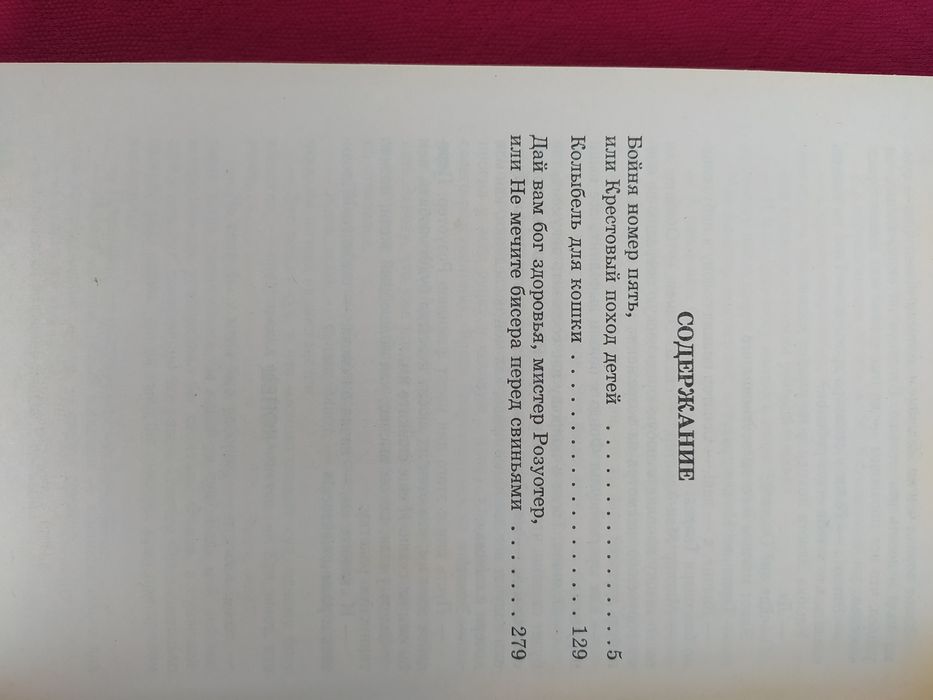 СОДЕРЖАНИЕ
Бойня номер пять,
или Крестовый поход детей . . . . . . . . . . . . . . . 5
Колыбель для кошки . . . . . . . . . . . . . . . . . . 129
Дай вам бог здоровья, мистер Розуотер,
или Не мечите бисера перед свиньями . . . . . . . . 279